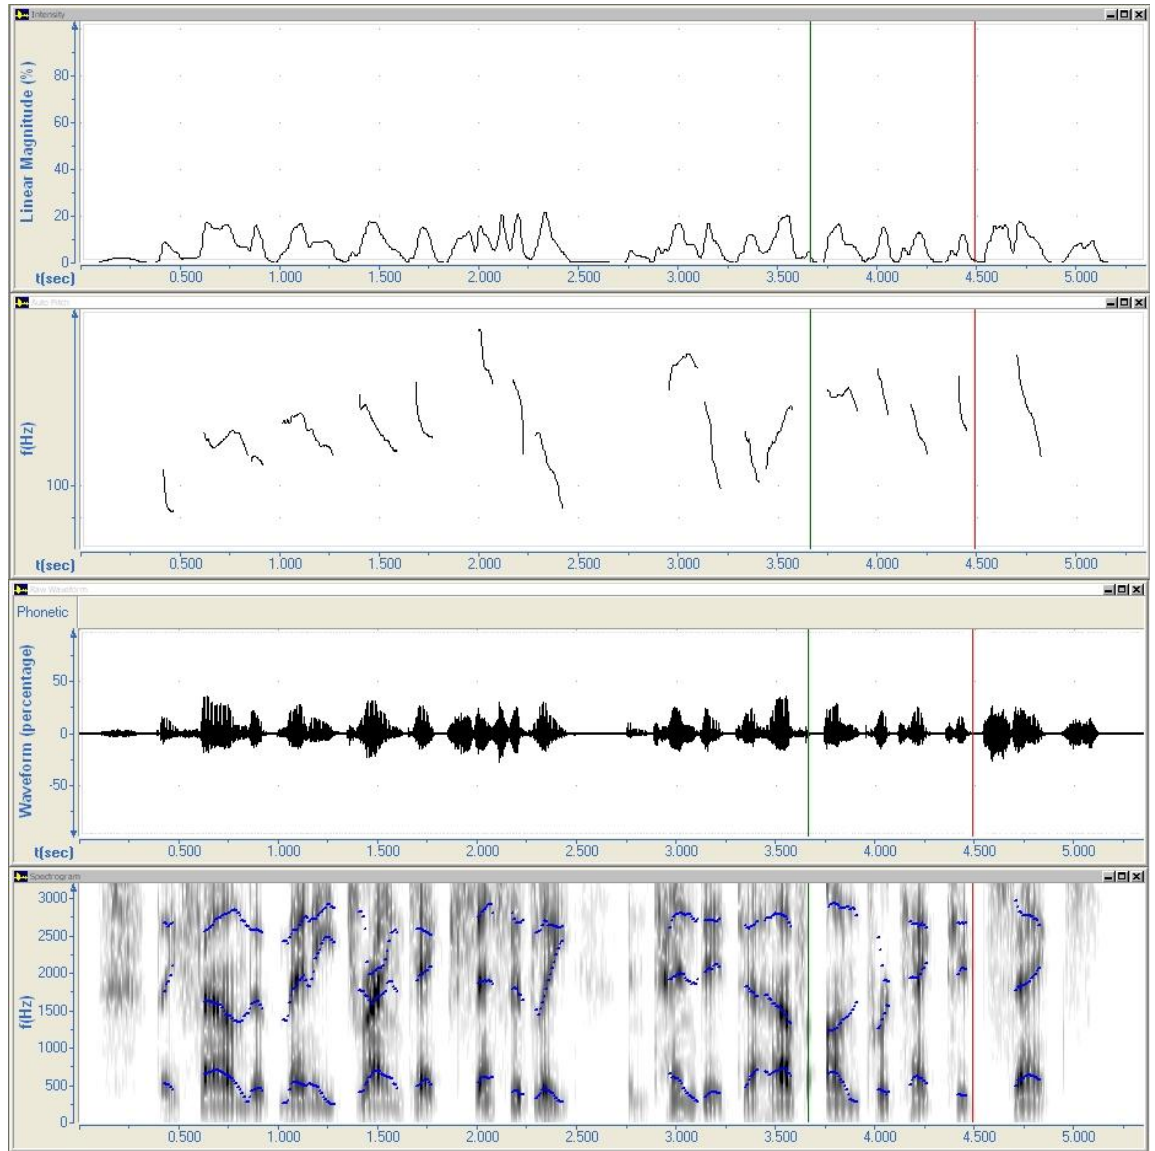 Intensity
Linear Magnitude (%)
80
60
40
20
0
t(sec)
0.500 1.000 1.500 2.000 2.500 3.000 3.500 4.000 4.500 5.000
Auto Pitch
f(Hz)
100
t(sec)
0.500 1.000 1.500 2.000 2.500 3.000 3.500 4.000 4.500 5.000
Raw Waveform
Phonetic
Waveform (percentage)
50
0
-50
t(sec)
0.500 1.000 1.500 2.000 2.500 3.000 3.500 4.000 4.500 5.000
Spectrogram
f(Hz)
3000
2500
2000
1500
1000
500
0
t(sec)
0.500 1.000 1.500 2.000 2.500 3.000 3.500 4.000 4.500 5.000